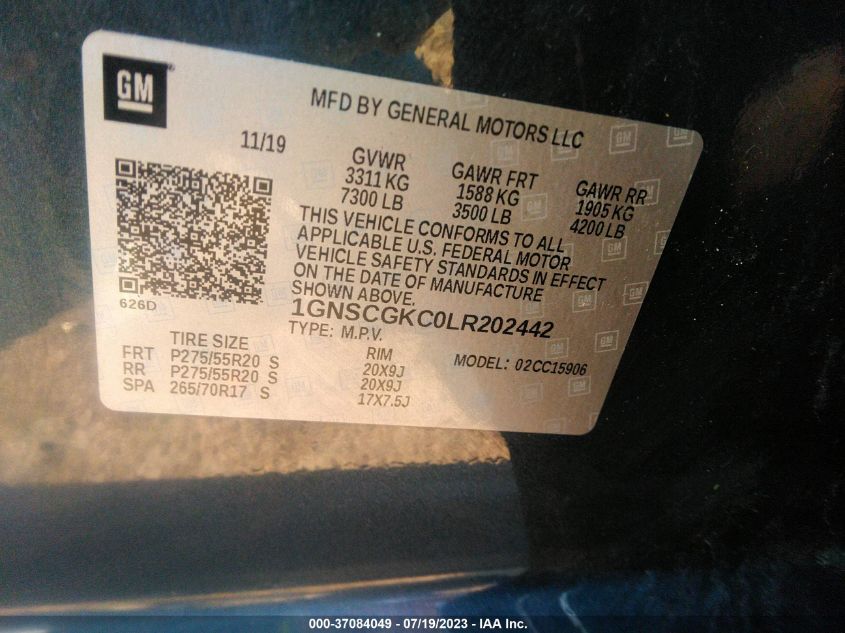 GM
MFD BY GENERAL MOTORS LLC
11/19
GVWR GAWR FRT GAWR RR
3311 KG 1588 KG 1905 KG
7300 LB 3500 LB 4200 LB
THIS VEHICLE CONFORMS TO ALL
APPLICABLE U.S. FEDERAL MOTOR
VEHICLE SAFETY STANDARDS IN EFFECT
ON THE DATE OF MANUFACTURE
SHOWN ABOVE.
626D
1GNSCGKC0LR202442
TYPE: M.P.V.
MODEL: 02CC15906
TIRE SIZE RIM
FRT P275/55R20 S 20X9J
RR P275/55R20 S 20X9J
SPA 265/70R17 S 17X7.5J
000-37084049 - 07/19/2023 - IAA Inc.